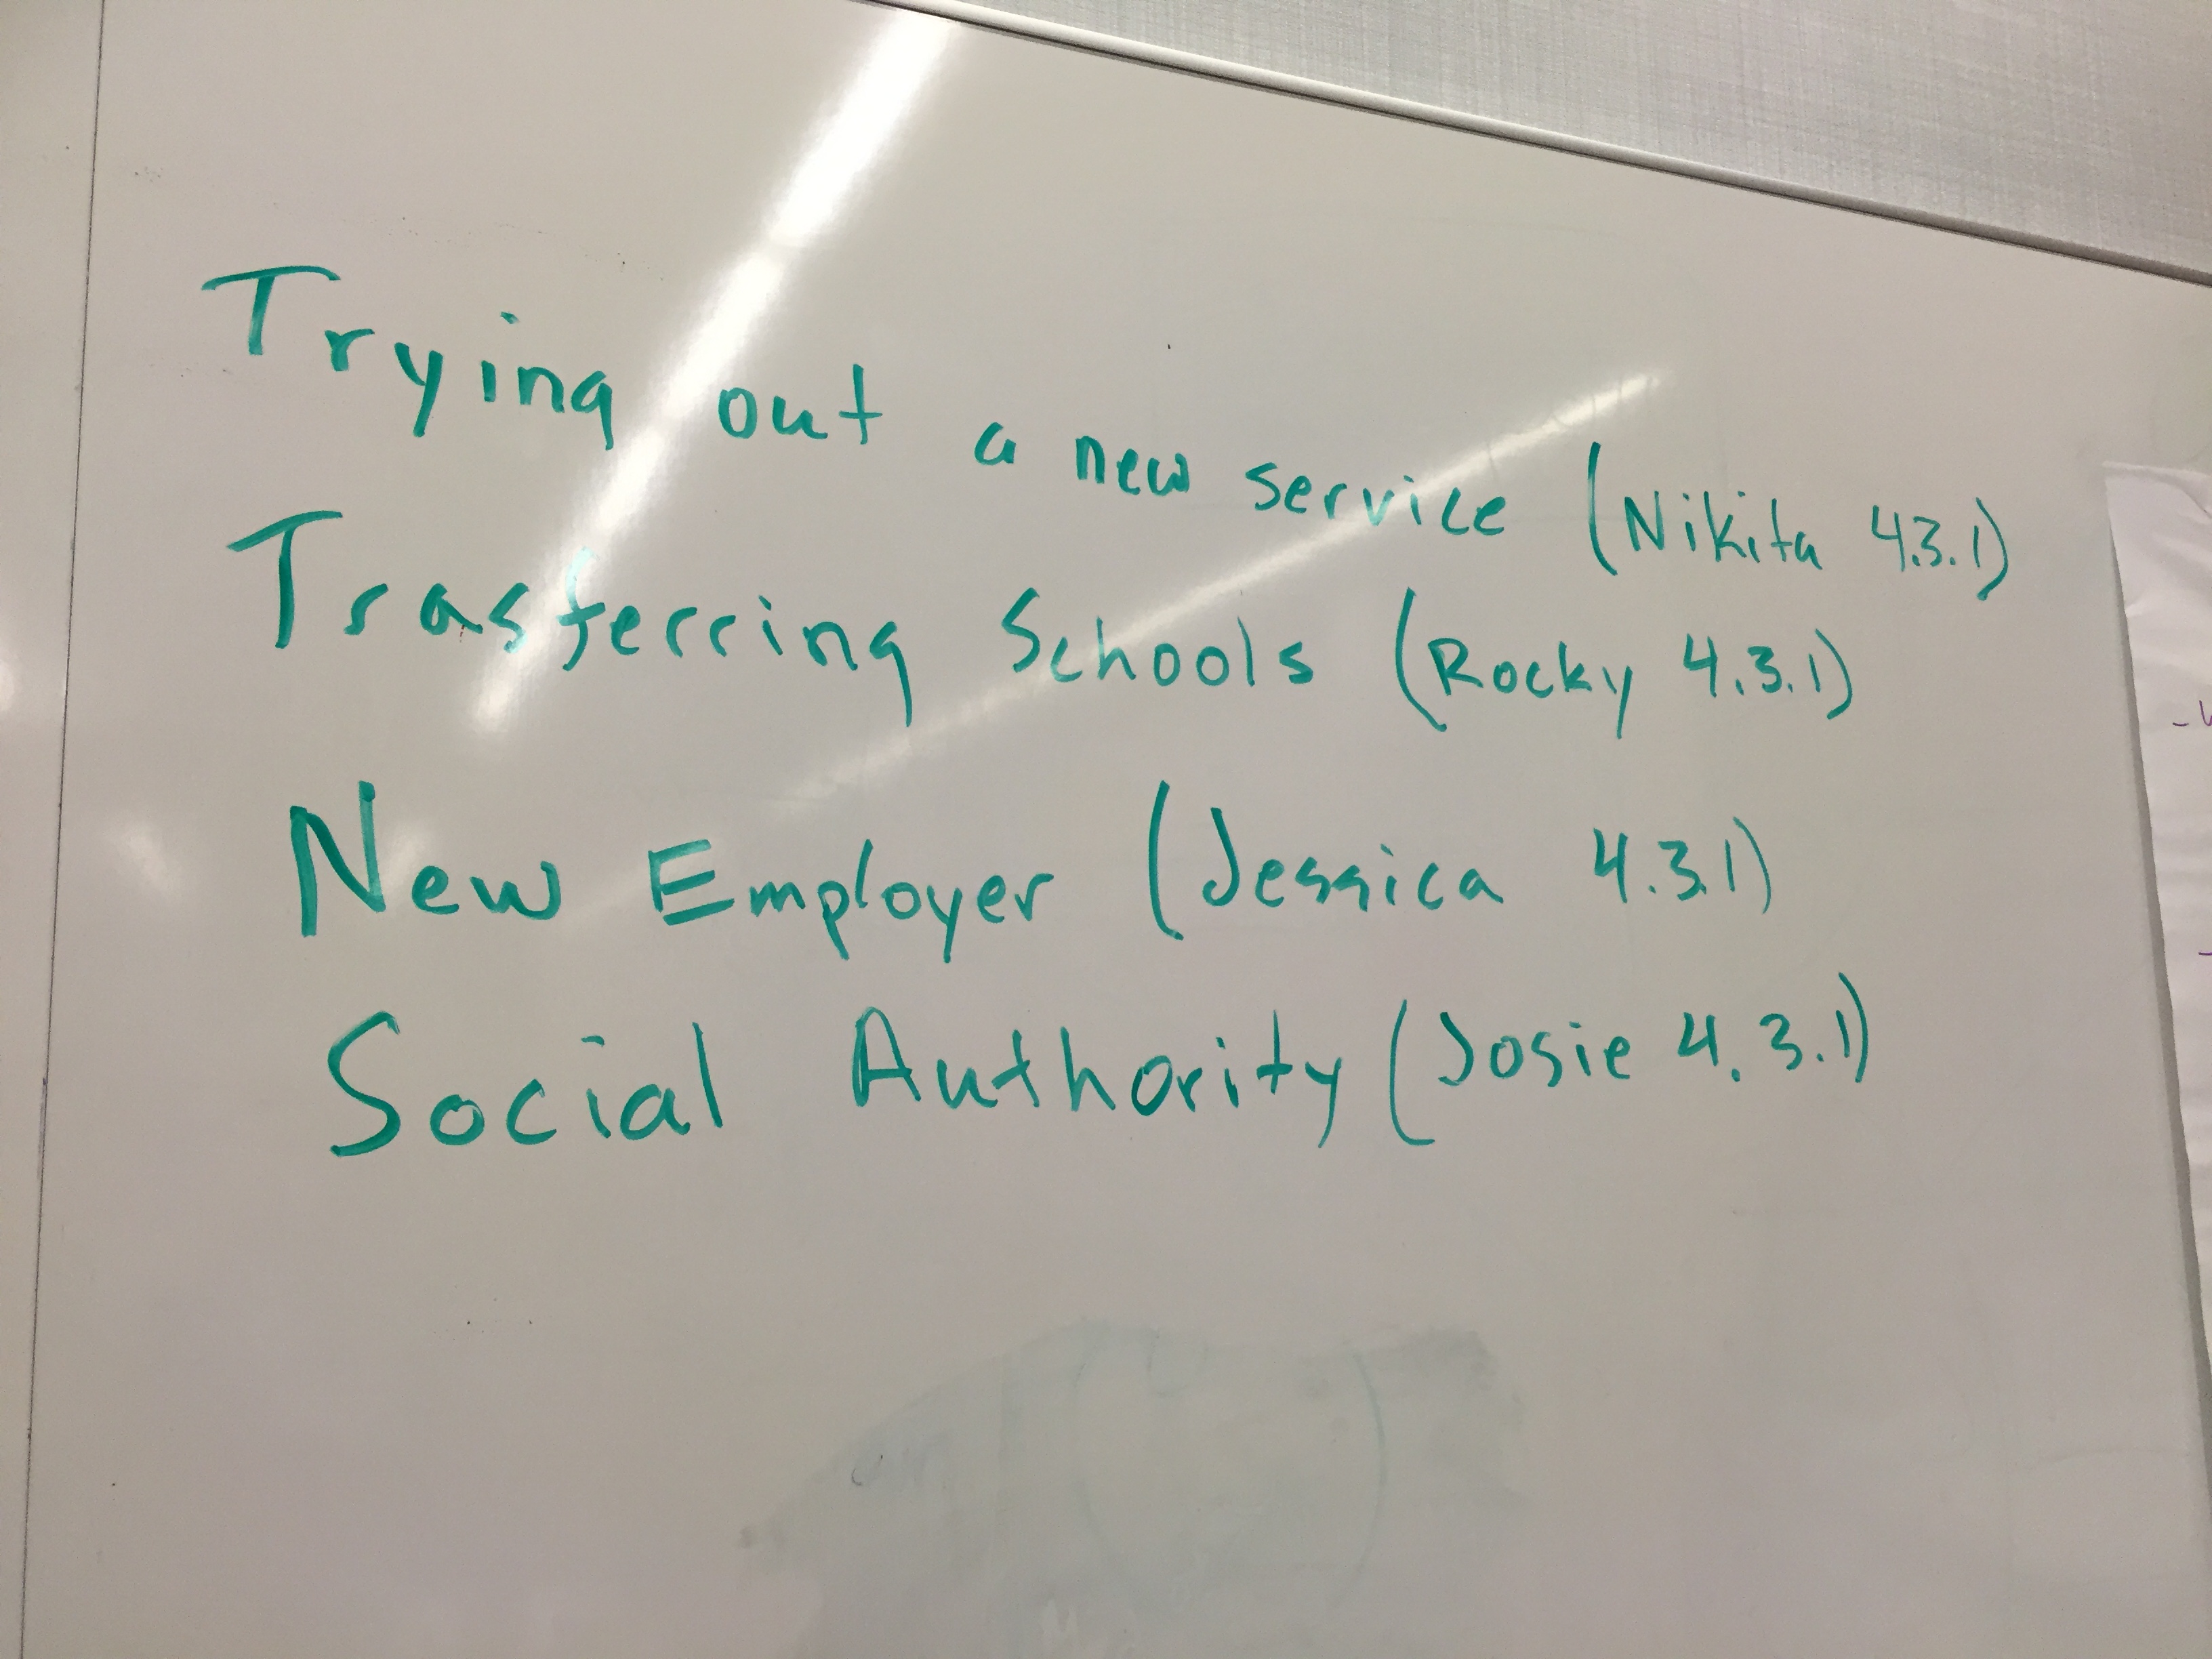 Trying out a new service (Nikita 4.3.1)
Trasferring Schools (Rocky 4.3.1)
New Employer (Jessica 4.3.1)
Social Authority (Josie 4.3.1)